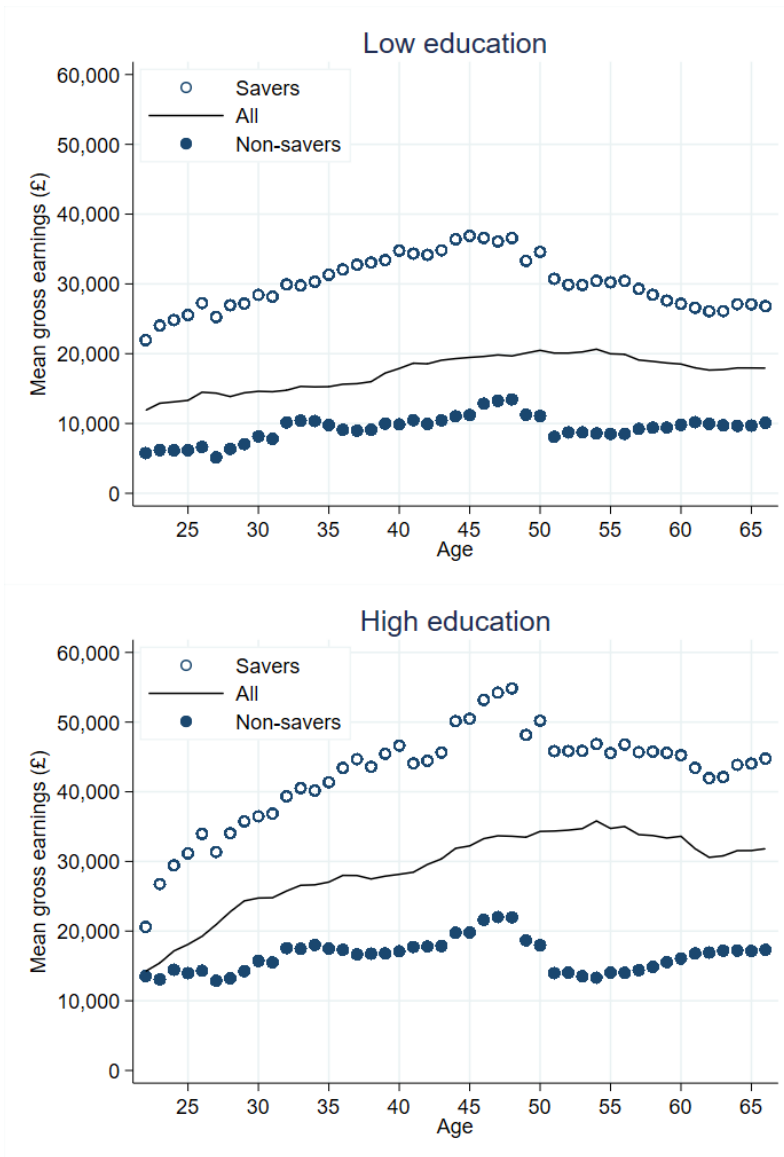 Low education
Mean gross earnings (£)
60,000
50,000
40,000
30,000
20,000
10,000
0
Savers
All
Non-savers
25 30 35 40 45 50 55 60 65
Age
High education
Mean gross earnings (£)
60,000
50,000
40,000
30,000
20,000
10,000
0
Savers
All
Non-savers
25 30 35 40 45 50 55 60 65
Age